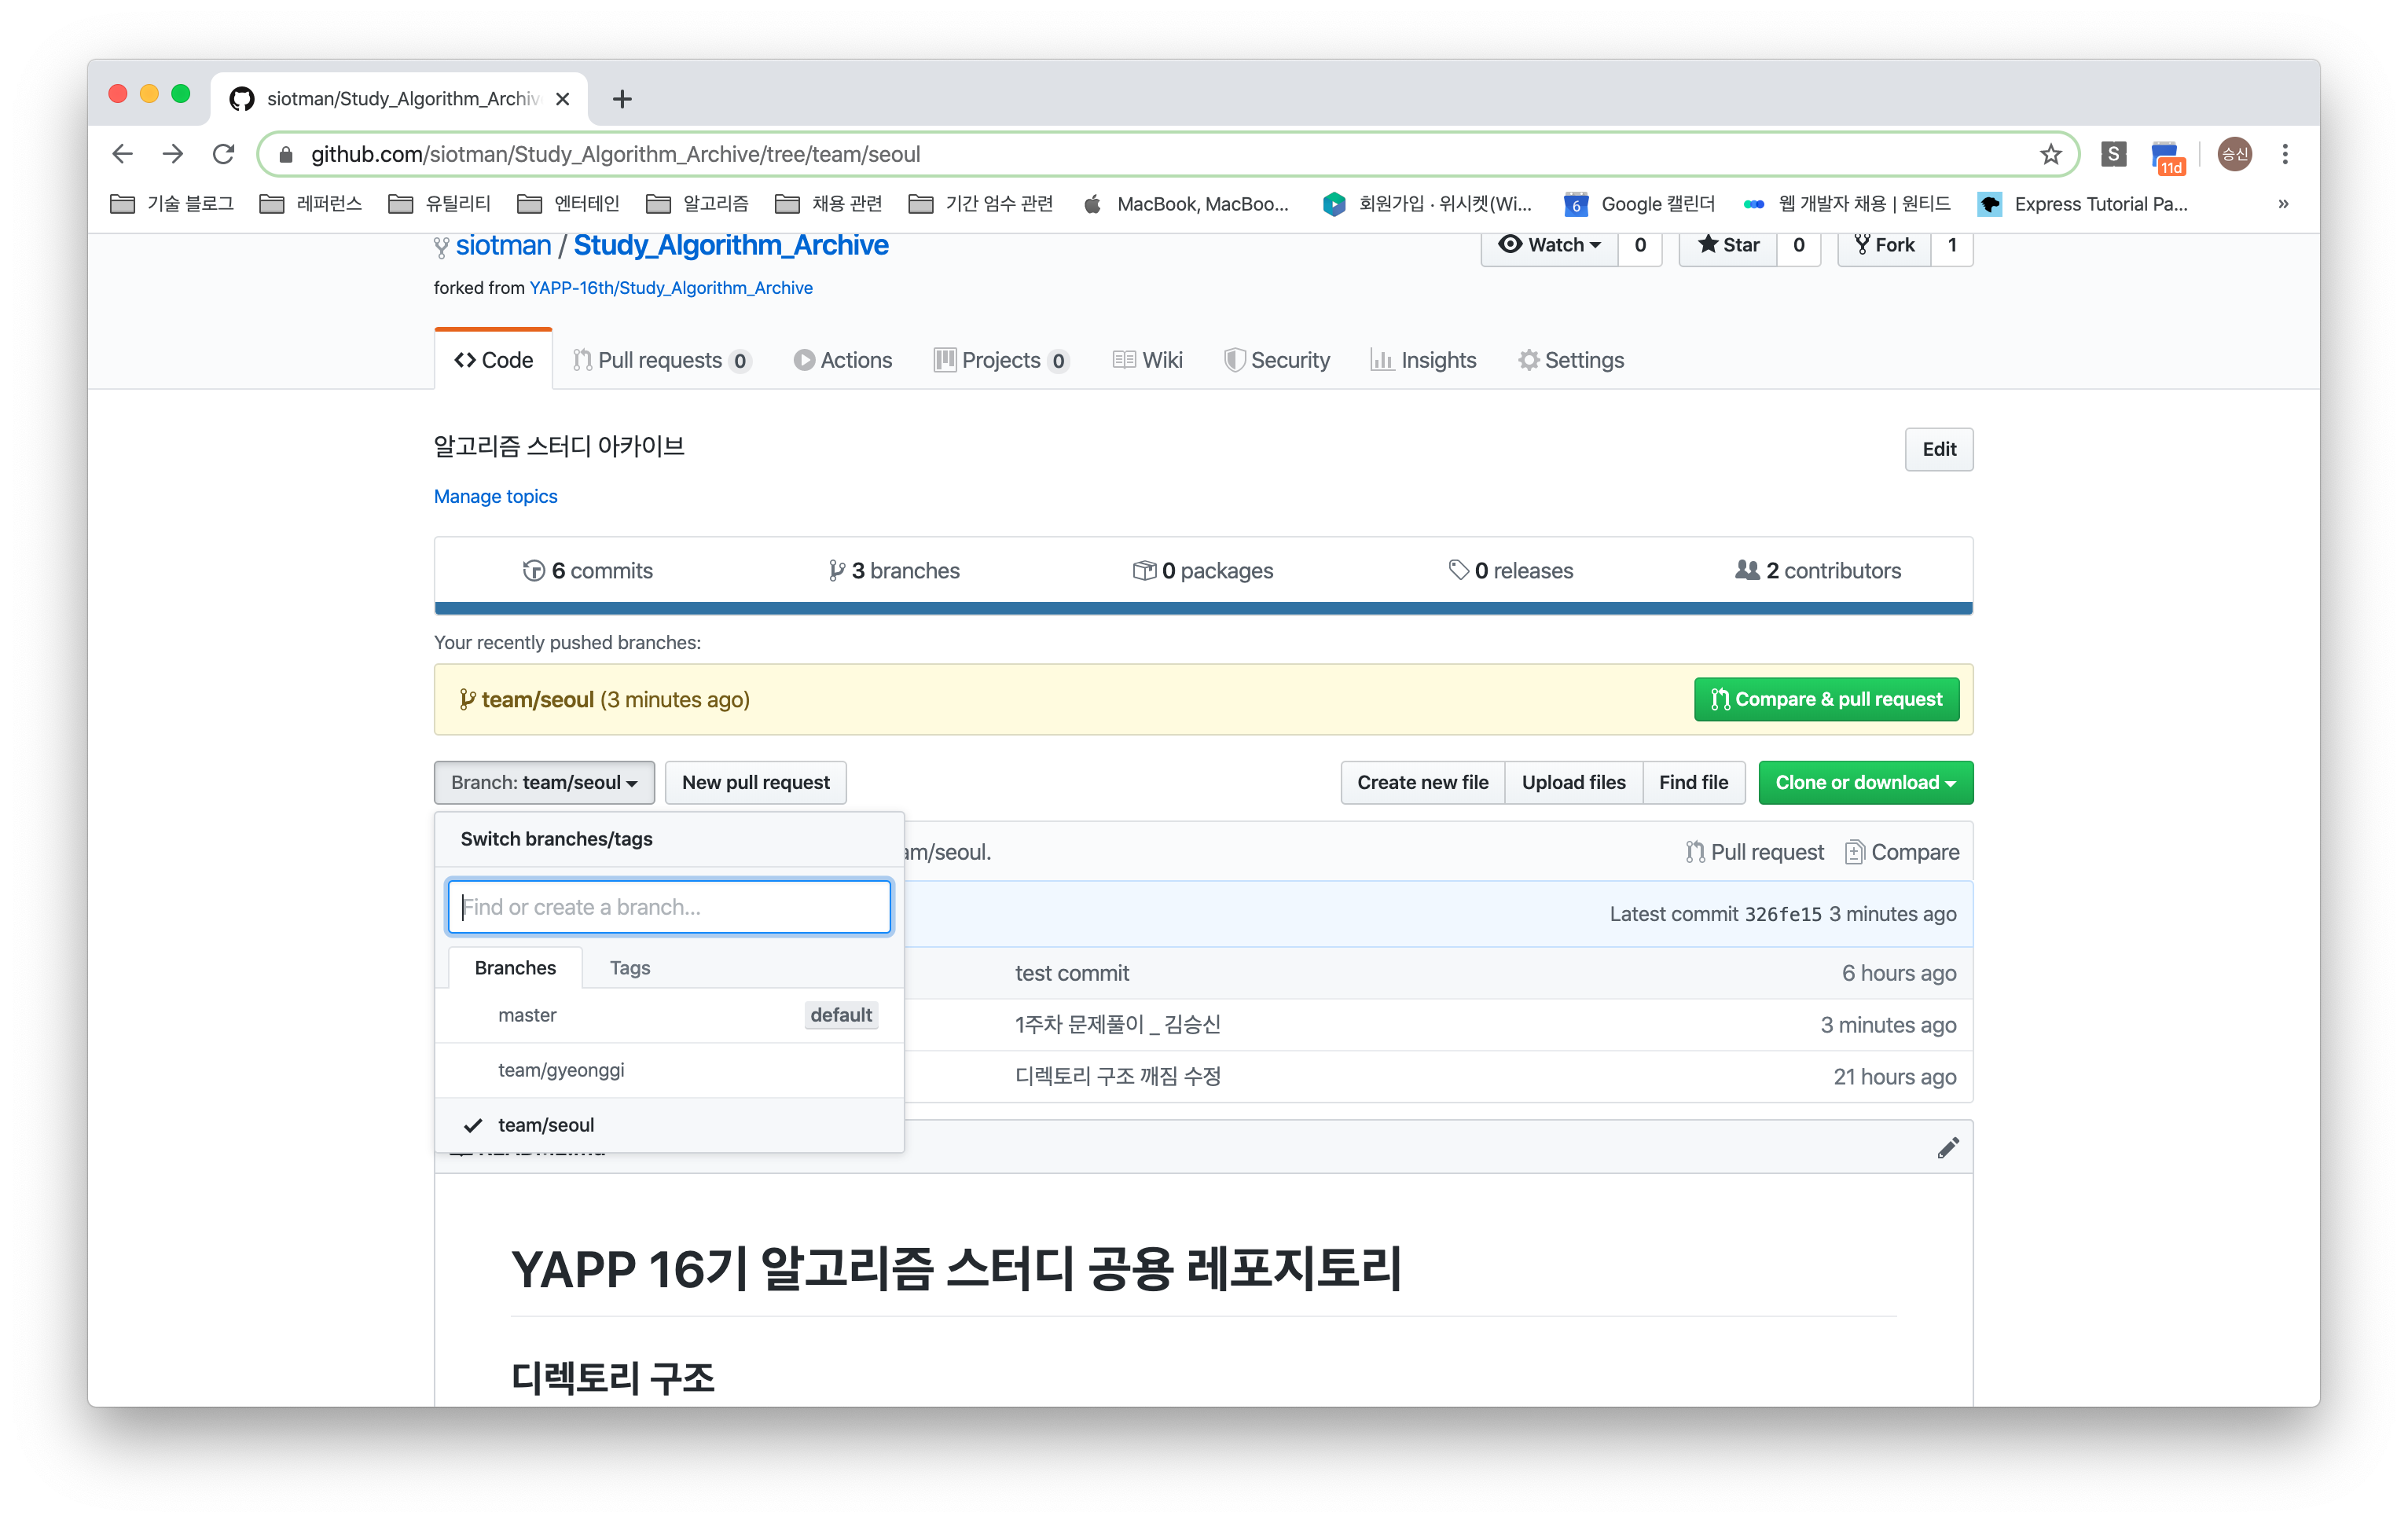 siotman/Study_Algorithm_Archiv
github.com/siotman/Study_Algorithm_Archive/tree/team/seoul
S
11d
승신
기술 블로그 레퍼런스 유틸리티 엔터테인 알고리즘 채용 관련 기간 엄수 관련 MacBook, MacBoo... 회원가입 · 위시켓(Wi... 6 Google 캘린더 웹 개발자 채용 | 원티드 Express Tutorial Pa... »
siotman / Study_Algorithm_Archive
Watch 0 Star 0 Fork 1
forked from YAPP-16th/Study_Algorithm_Archive
Code Pull requests 0 Actions Projects 0 Wiki Security Insights Settings
알고리즘 스터디 아카이브
Edit
Manage topics
6 commits 3 branches 0 packages 0 releases 2 contributors
Your recently pushed branches:
team/seoul (3 minutes ago)
Compare & pull request
Branch: team/seoul New pull request Create new file Upload files Find file Clone or download
Switch branches/tags
am/seoul. Pull request Compare
Find or create a branch...
Latest commit 326fe15 3 minutes ago
Branches Tags
test commit 6 hours ago
master default
1주차 문제풀이 _ 김승신 3 minutes ago
team/gyeonggi
디렉토리 구조 깨짐 수정 21 hours ago
team/seoul
YAPP 16기 알고리즘 스터디 공용 레포지토리
디렉토리 구조